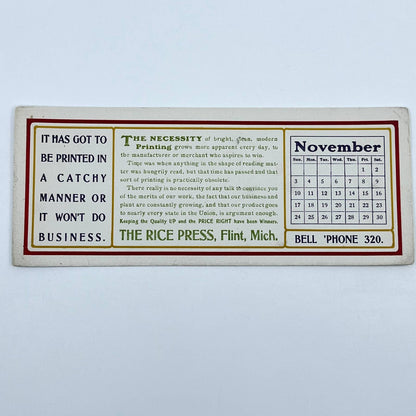 IT HAS GOT TO
BE PRINTED IN
A CATCHY
MANNER OR
IT WON'T DO
BUSINESS.
THE NECESSITY of bright, clean, modern
Printing grows more apparent every day, to
the manufacturer or merchant who aspires to win.
Time was when anything in the shape of reading mat-
ter was hungrily read, but that time has passed and that
sort of printing is practically obsolete.
There really is no necessity of any talk to convince you
of the merits of our work, the fact that our business and
plant are constantly growing, and that our product goes
to nearly every state in the Union, is argument enough.
Keeping the Quality UP and the PRICE RIGHT have been Winners.
THE RICE PRESS, Flint, Mich.
November
Sun. Mon. Tue. Wed. Thu. Fri. Sat.
1 2
3 4 5 6 7 8 9
10 11 12 13 14 15 16
17 18 19 20 21 22 23
24 25 26 27 28 29 30
BELL 'PHONE 320.